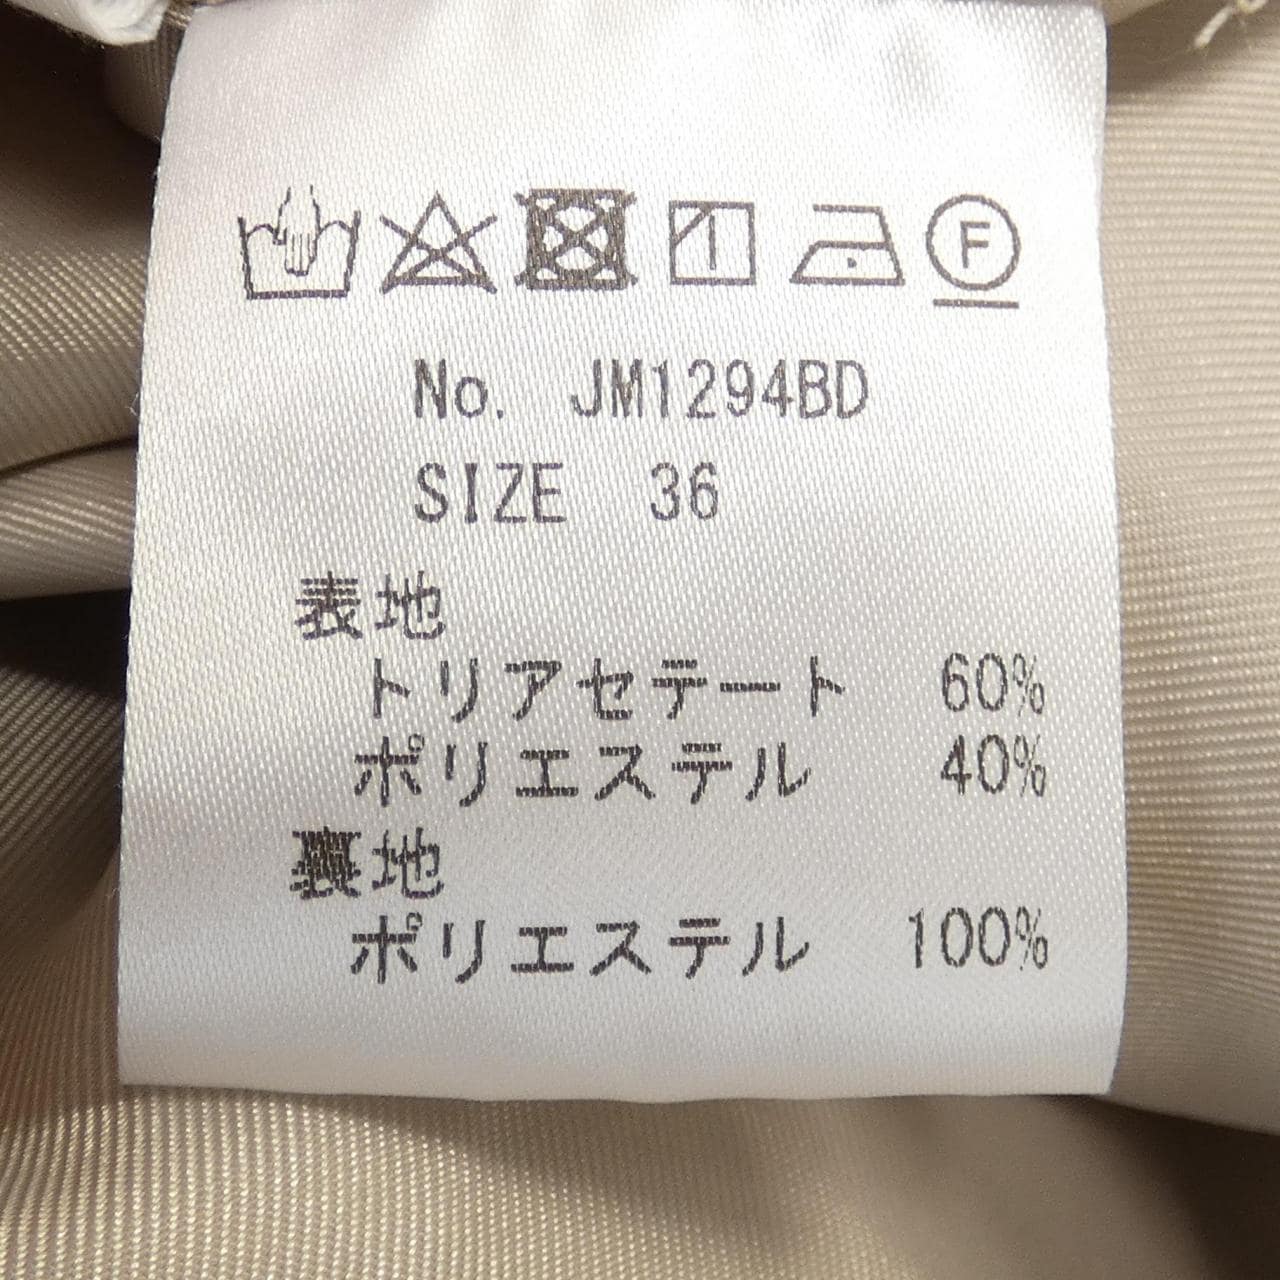 F
No. JM1294BD
SIZE 36
表地
トリアセテート 60%
ポリエステル 40%
裏地
ポリエステル 100%